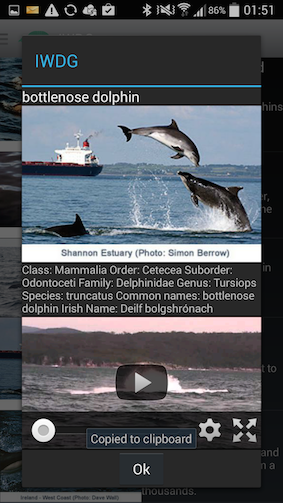 86% 01:51
IWDG
bottlenose dolphin
Shannon Estuary (Photo: Simon Berrow)
Class: Mammalia Order: Cetecea Suborder:
Odontoceti Family: Delphinidae Genus: Tursiops
Species: truncatus Common names: bottlenose
dolphin Irish Name: Deilf bolgshrónach
Copied to clipboard
Ok
Ireland - West Coast (Photo: Dave Wall)
thousands.